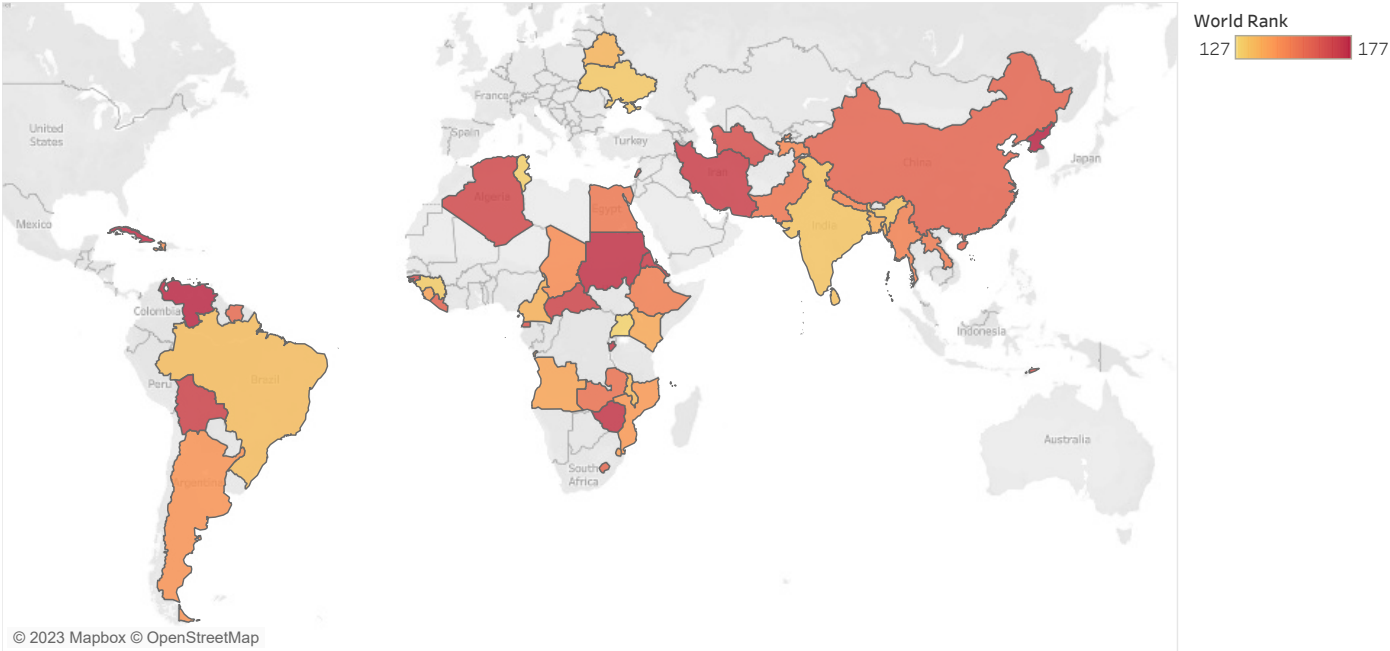 World Rank
127 177
United
States
Mexico
Colombia
Peru
Brazil
Argentina
France
Spain
Turkey
Algeria
Egypt
Iran
India
China
Japan
Indonesia
South
Africa
Australia
© 2023 Mapbox © OpenStreetMap